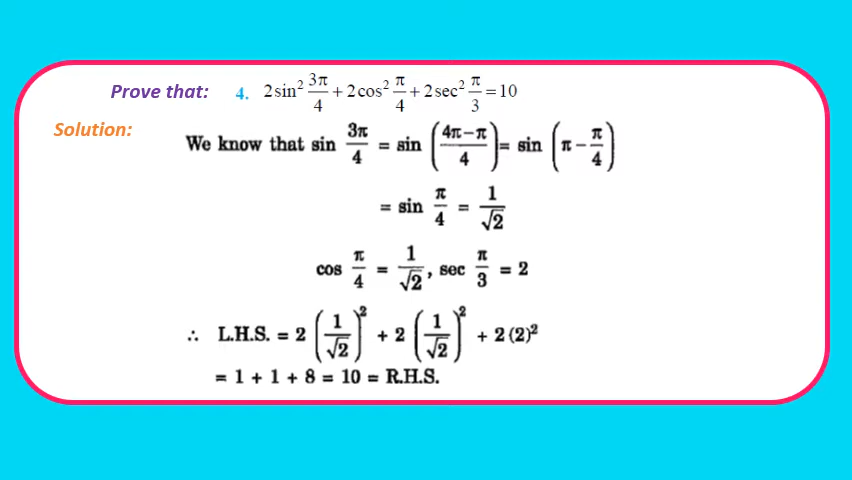 Prove that: 4. 2sin² 3π/4 + 2cos² π/4 + 2sec² π/3 = 10
Solution:
We know that sin 3π/4 = sin (4π−π/4) = sin (π − π/4)
= sin π/4 = 1/√2
cos π/4 = 1/√2, sec π/3 = 2
∴ L.H.S. = 2 (1/√2)² + 2 (1/√2)² + 2 (2)²
= 1 + 1 + 8 = 10 = R.H.S.